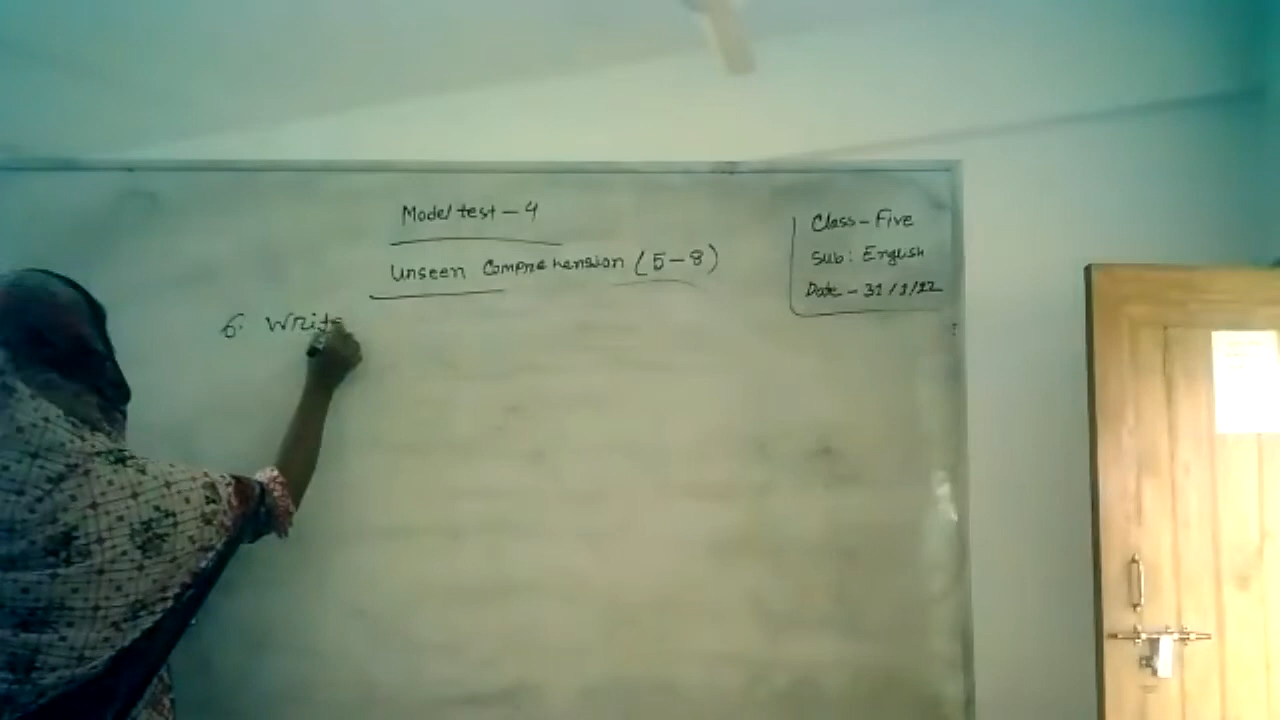 Model test - 4
Unseen Comprehension (5-8)
Class - Five
Sub: English
Date - 31/1/22
6. Write